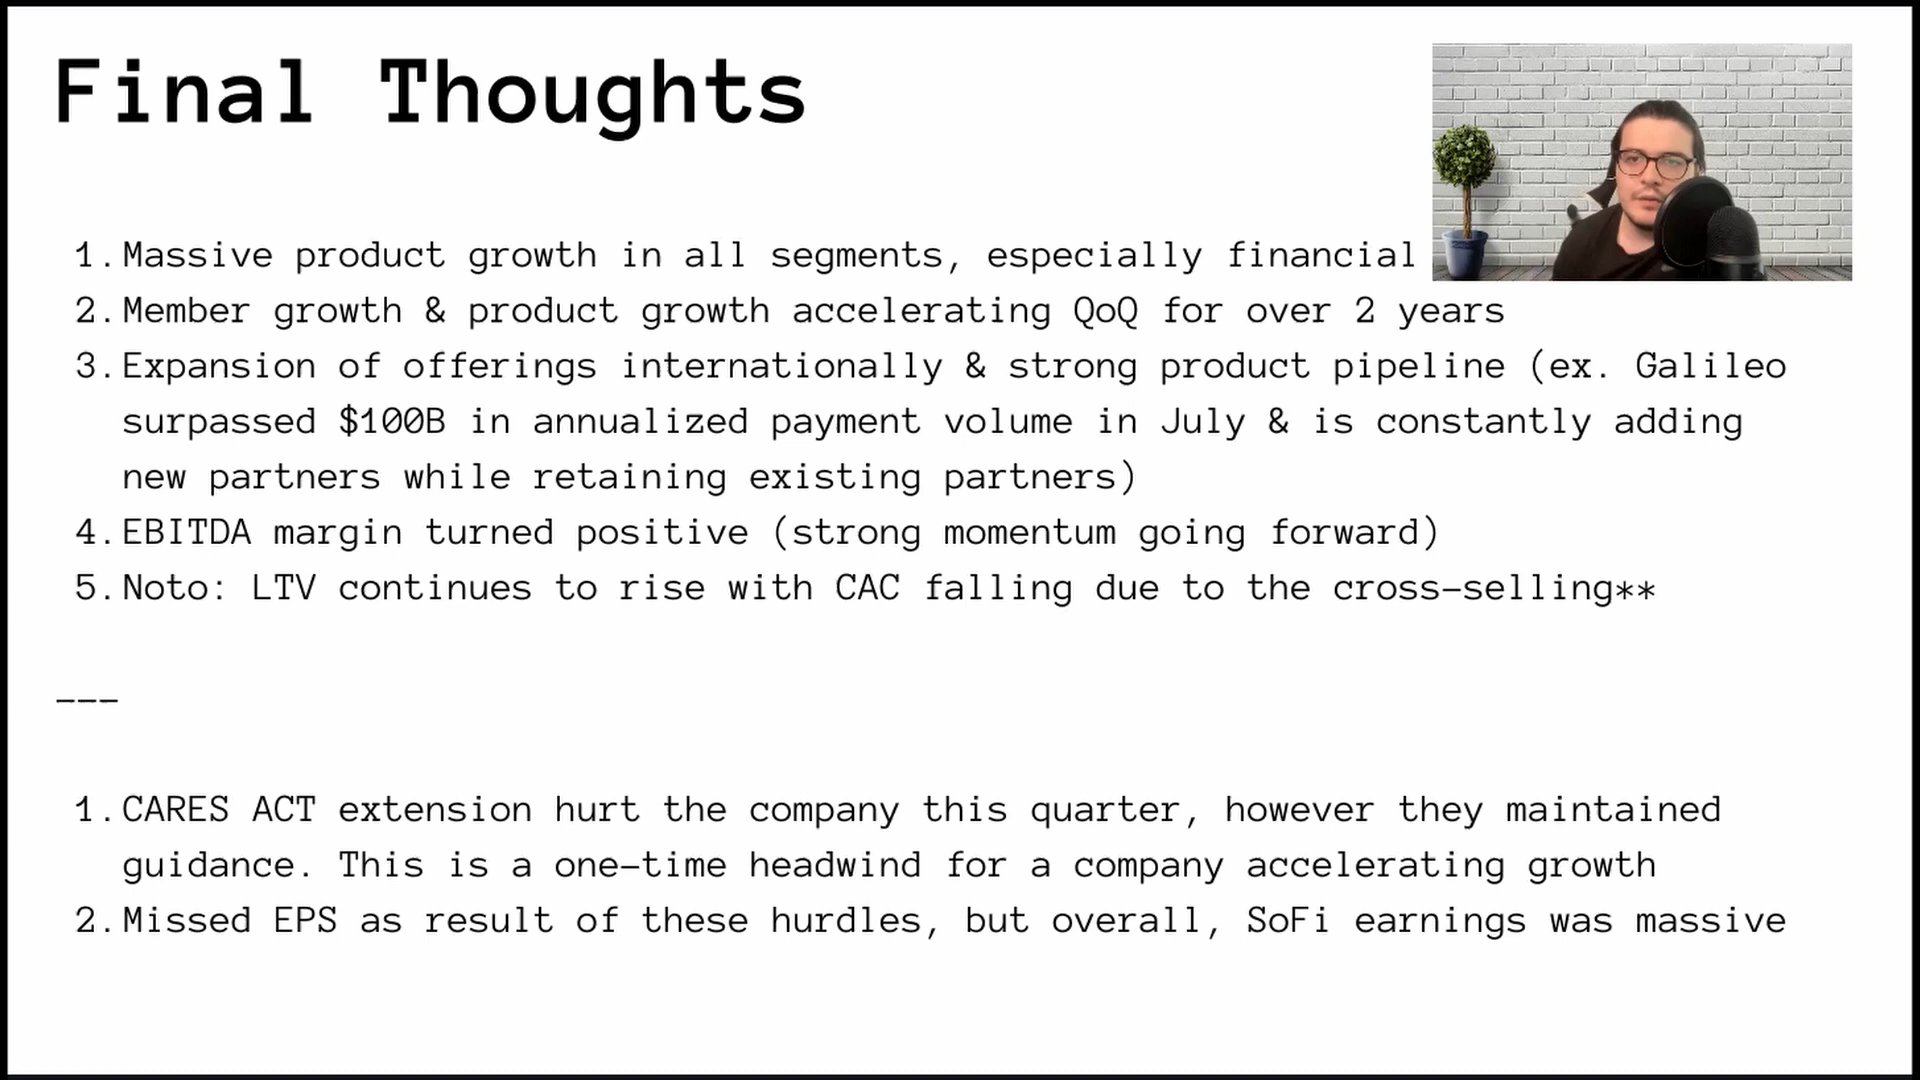 Final Thoughts
1. Massive product growth in all segments, especially financial
2. Member growth & product growth accelerating QoQ for over 2 years
3. Expansion of offerings internationally & strong product pipeline (ex. Galileo
surpassed $100B in annualized payment volume in July & is constantly adding
new partners while retaining existing partners)
4. EBITDA margin turned positive (strong momentum going forward)
5. Noto: LTV continues to rise with CAC falling due to the cross-selling**
---
1. CARES ACT extension hurt the company this quarter, however they maintained
guidance. This is a one-time headwind for a company accelerating growth
2. Missed EPS as result of these hurdles, but overall, SoFi earnings was massive